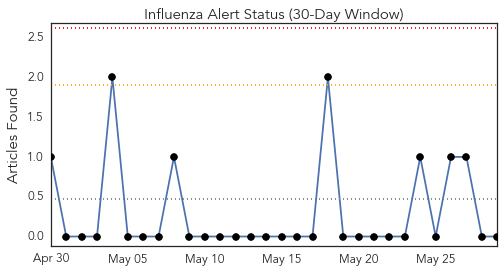 Influenza Alert Status (30-Day Window)
Articles Found
2.5
2.0
1.5
1.0
0.5
0.0
Apr 30
May 05
May 10
May 15
May 20
May 25